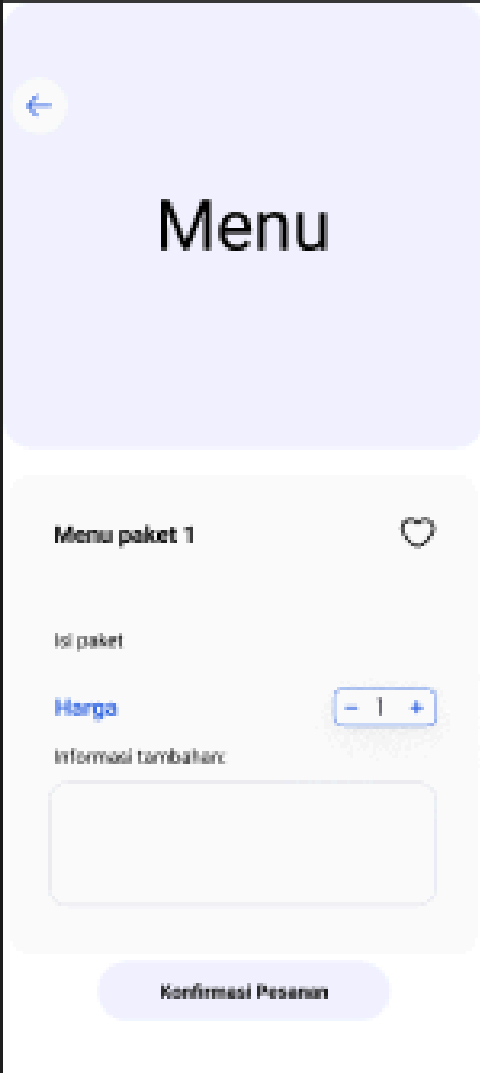 Menu
Menu paket 1
Isi paket
Harga
− 1 +
Informasi tambahan:
Konfirmasi Pesanan